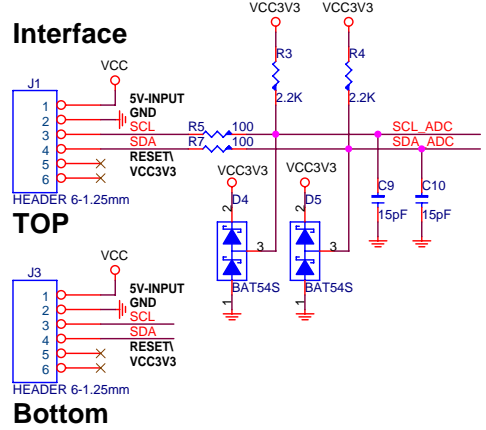 Interface
VCC3V3 VCC3V3
R3 R4
2.2K 2.2K
VCC
J1
1 5V-INPUT
2 GND
3 SCL R5 100 SCL_ADC
4 SDA R7 100 SDA_ADC
5 RESET\
6 VCC3V3
HEADER 6-1.25mm
TOP
VCC3V3 VCC3V3
2 D4 2 D5
3 3
BAT54S BAT54S
1 1
C9 C10
15pF 15pF
VCC
J3
1 5V-INPUT
2 GND
3 SCL
4 SDA
5 RESET\
6 VCC3V3
HEADER 6-1.25mm
Bottom